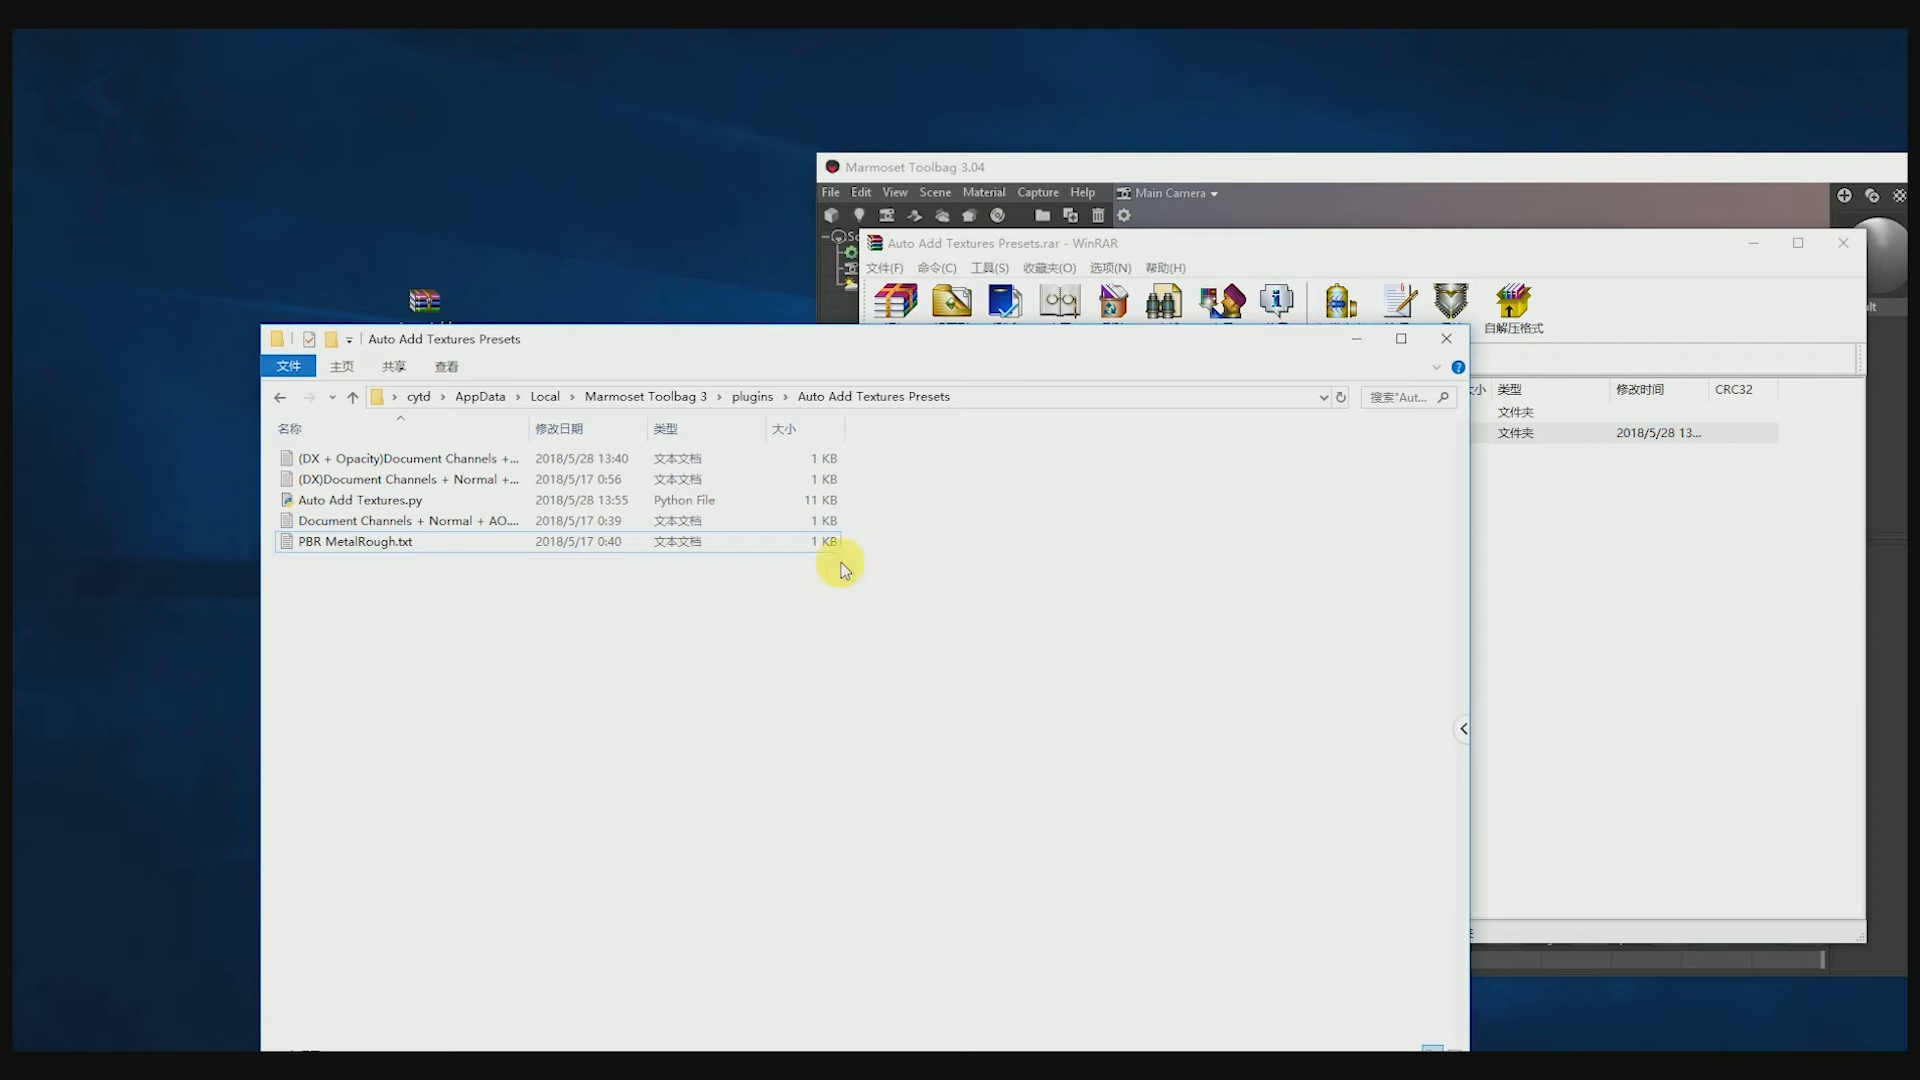 Marmoset Toolbag 3.04
File Edit View Scene Material Capture Help
Main Camera
Auto Add Textures Presets.rar - WinRAR
文件(F) 命令(C) 工具(S) 收藏夹(O) 选项(N) 帮助(H)
自解压格式
类型 修改时间 CRC32
文件夹
文件夹 2018/5/28 13...
Auto Add Textures Presets
文件 主页 共享 查看
cytd › AppData › Local › Marmoset Toolbag 3 › plugins › Auto Add Textures Presets
搜索"Aut...
名称 修改日期 类型 大小
(DX + Opacity)Document Channels +... 2018/5/28 13:40 文本文档 1 KB
(DX)Document Channels + Normal +... 2018/5/17 0:56 文本文档 1 KB
Auto Add Textures.py 2018/5/28 13:55 Python File 11 KB
Document Channels + Normal + AO.... 2018/5/17 0:39 文本文档 1 KB
PBR MetalRough.txt 2018/5/17 0:40 文本文档 1 KB